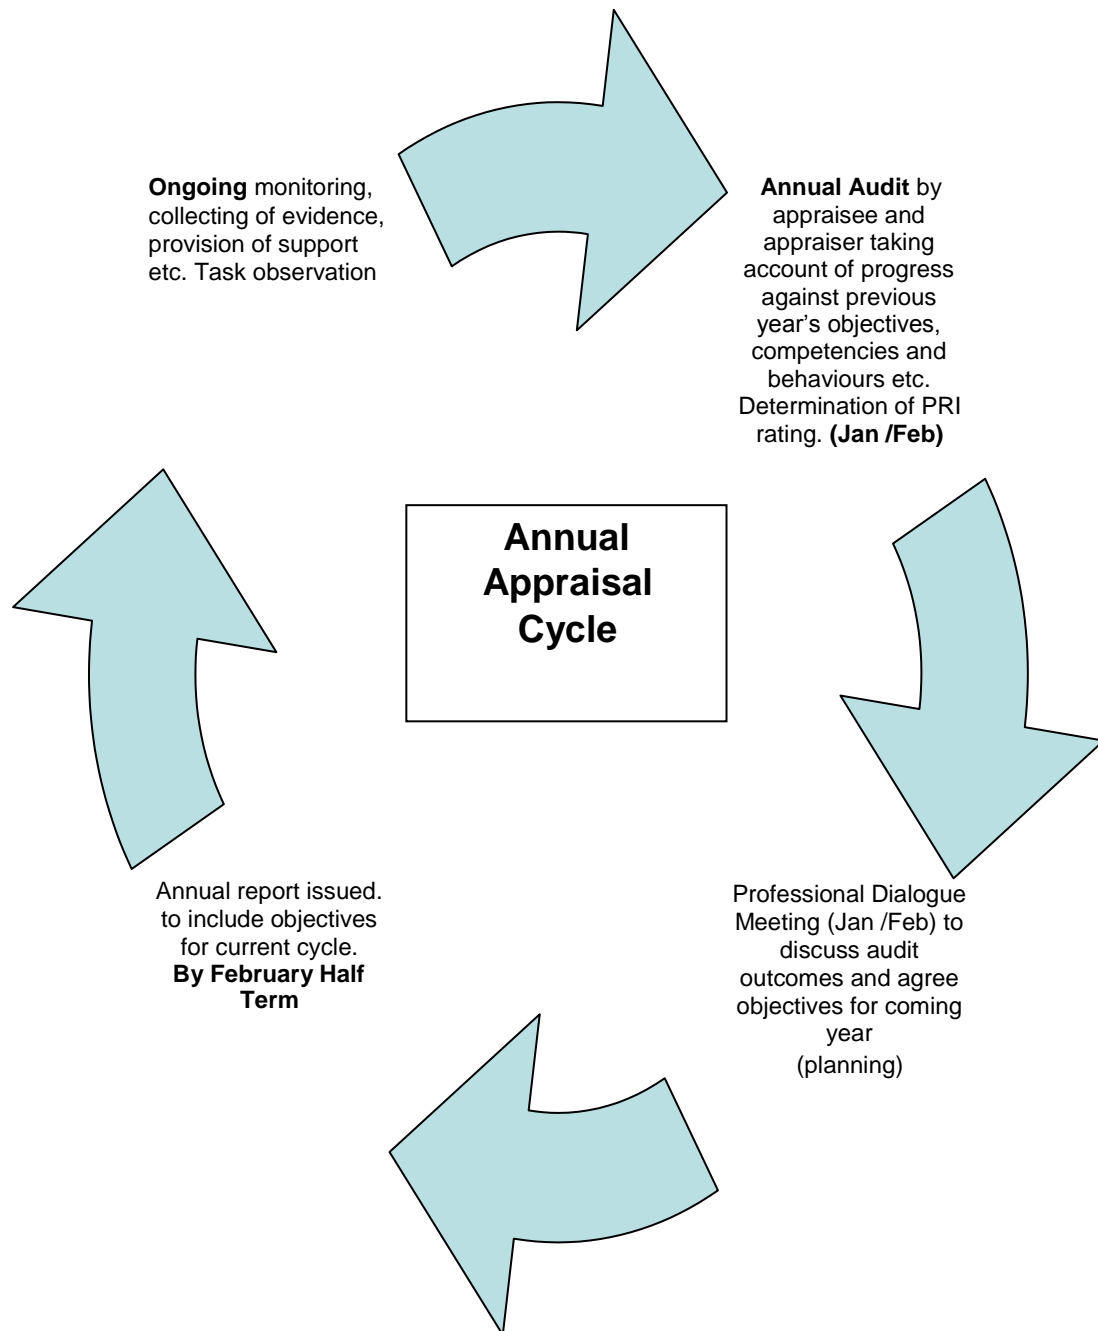 Ongoing monitoring,
collecting of evidence,
provision of support
etc. Task observation
Annual Audit by
appraisee and
appraiser taking
account of progress
against previous
year’s objectives,
competencies and
behaviours etc.
Determination of PRI
rating. (Jan /Feb)
Annual
Appraisal
Cycle
Professional Dialogue
Meeting (Jan /Feb) to
discuss audit
outcomes and agree
objectives for coming
year
(planning)
Annual report issued.
to include objectives
for current cycle.
By February Half
Term